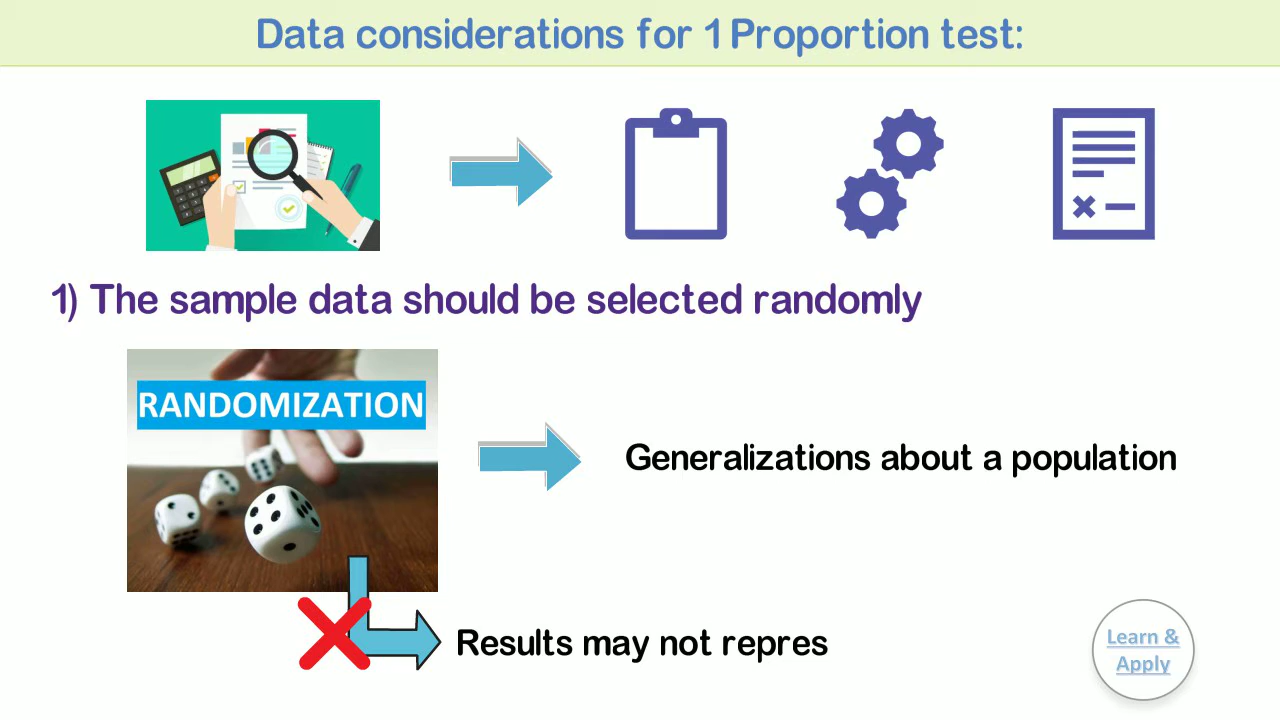 Data considerations for 1 Proportion test:
1) The sample data should be selected randomly
RANDOMIZATION
Generalizations about a population
Results may not repres
Learn &
Apply